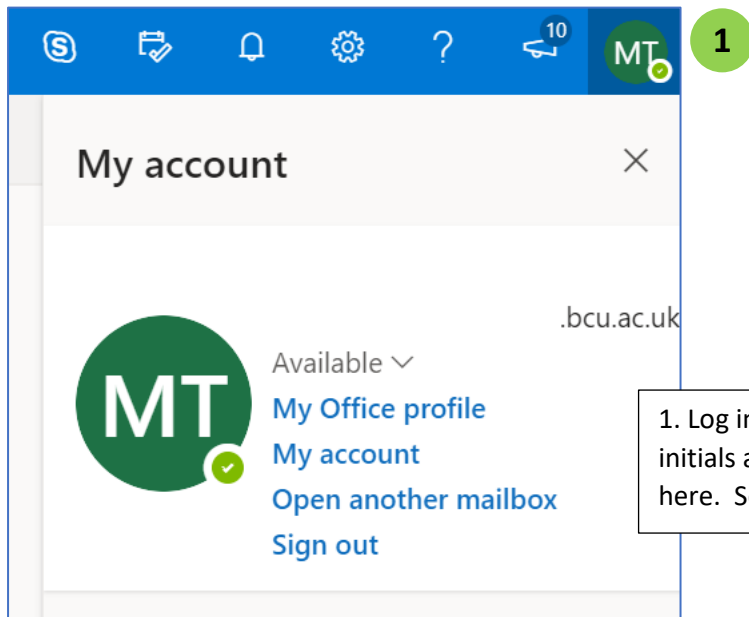 10
MT
1
My account
.bcu.ac.uk
Available
MT
My Office profile
My account
Open another mailbox
Sign out
1. Log in
initials a
here. S